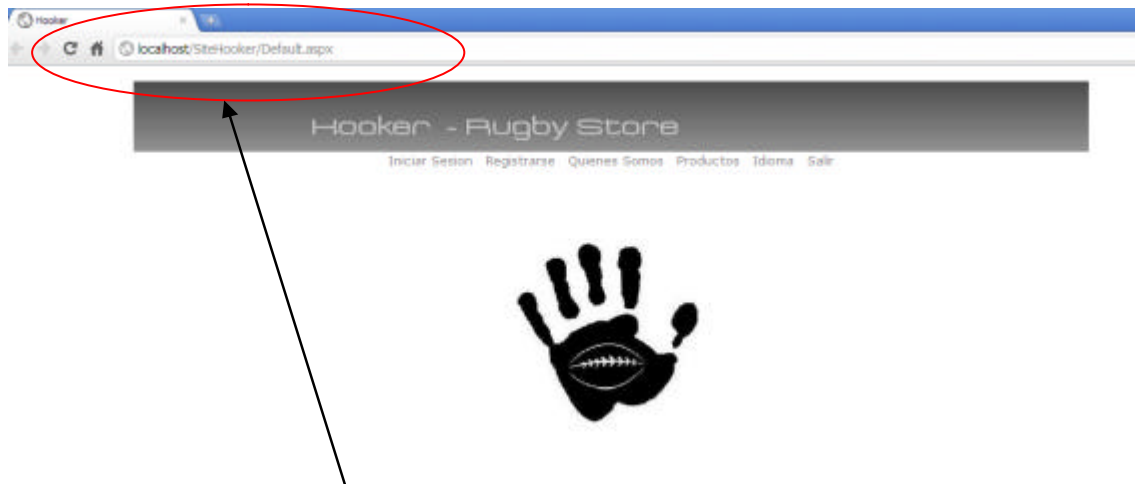 Hooker
localhost/SiteHooker/Default.aspx
Hooker - Rugby Store
Iniciar Sesion Registrarse Quienes Somos Productos Idioma Salir